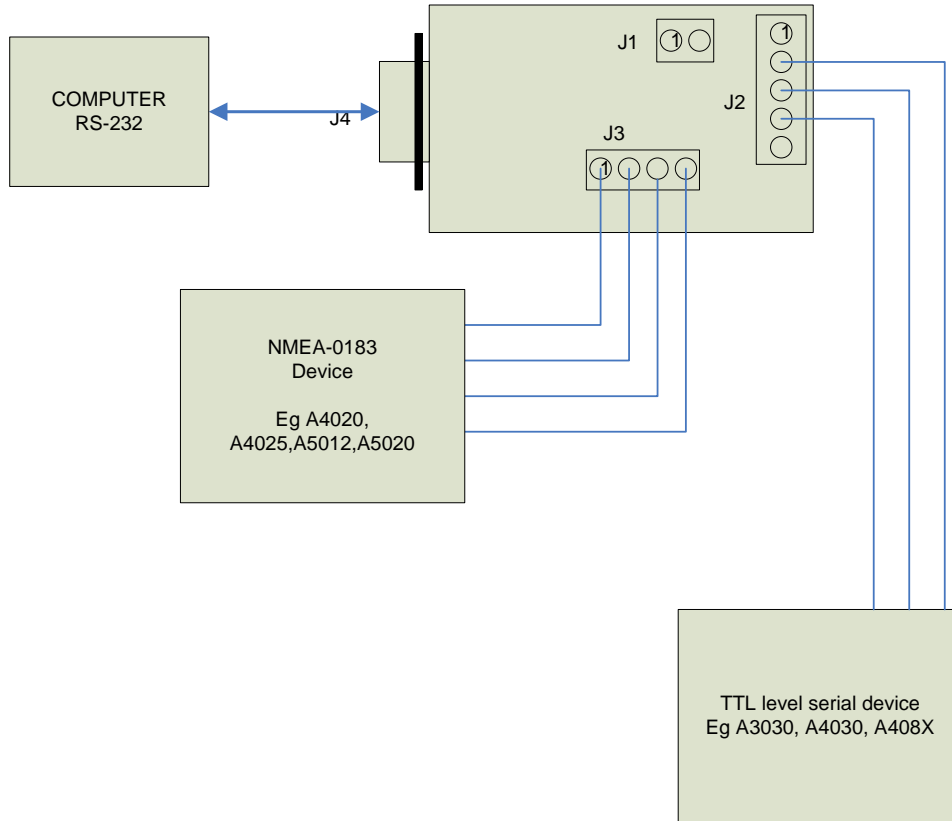 COMPUTER
RS-232
J4
J1
1
1
J2
J3
1
NMEA-0183
Device
Eg A4020,
A4025,A5012,A5020
TTL level serial device
Eg A3030, A4030, A408X